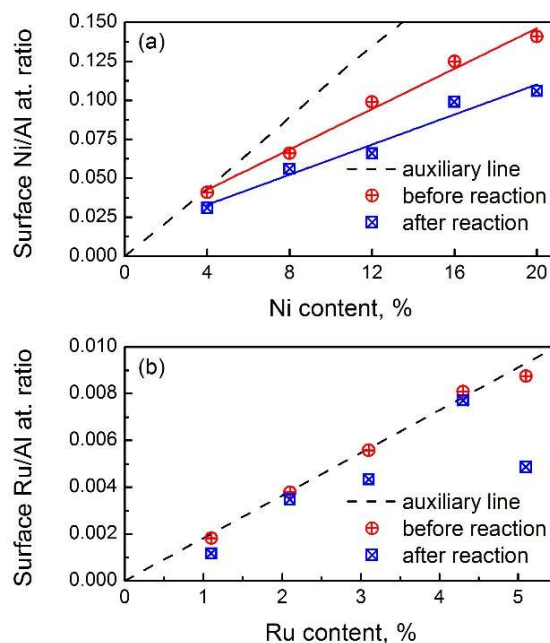 (a)
Surface Ni/Al at. ratio
0.150
0.125
0.100
0.075
0.050
0.025
0.000
auxiliary line
before reaction
after reaction
0 4 8 12 16 20
Ni content, %
(b)
Surface Ru/Al at. ratio
0.010
0.008
0.006
0.004
0.002
0.000
auxiliary line
before reaction
after reaction
0 1 2 3 4 5
Ru content, %